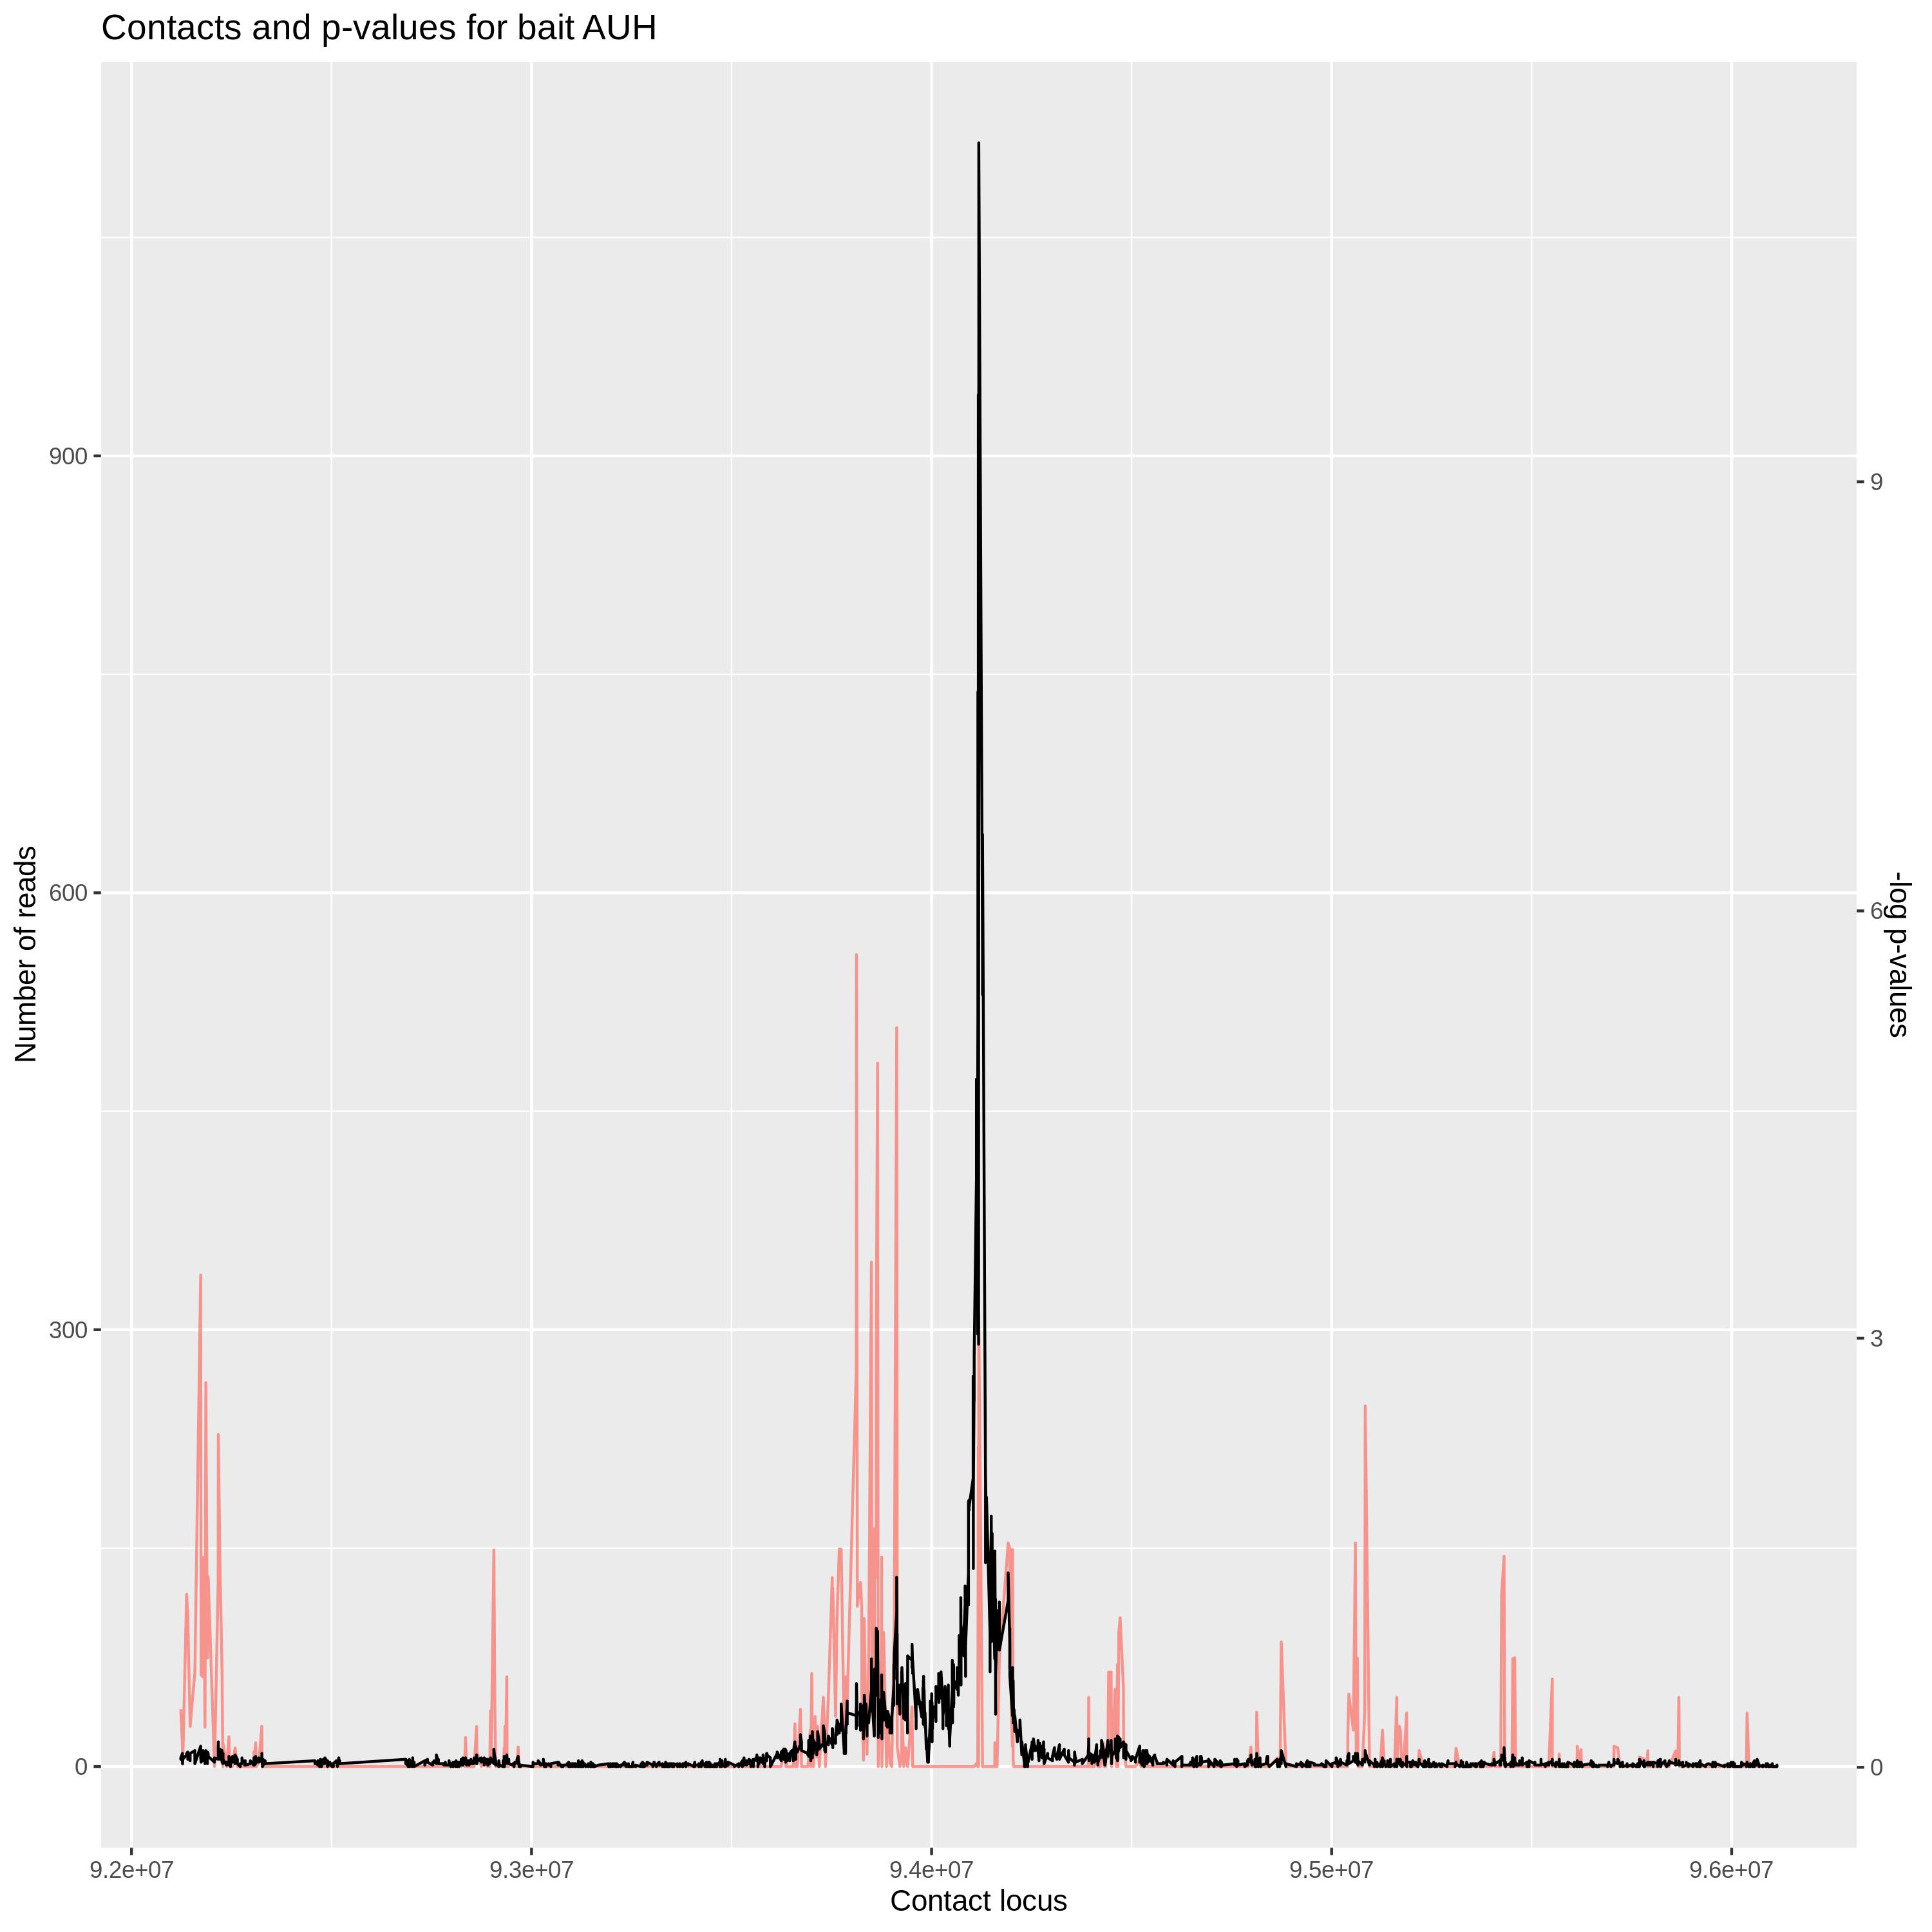 Contacts and p-values for bait AUH
Number of reads
900
600
300
0
9
6
3
0
-log p-values
9.2e+07
9.3e+07
9.4e+07
9.5e+07
9.6e+07
Contact locus